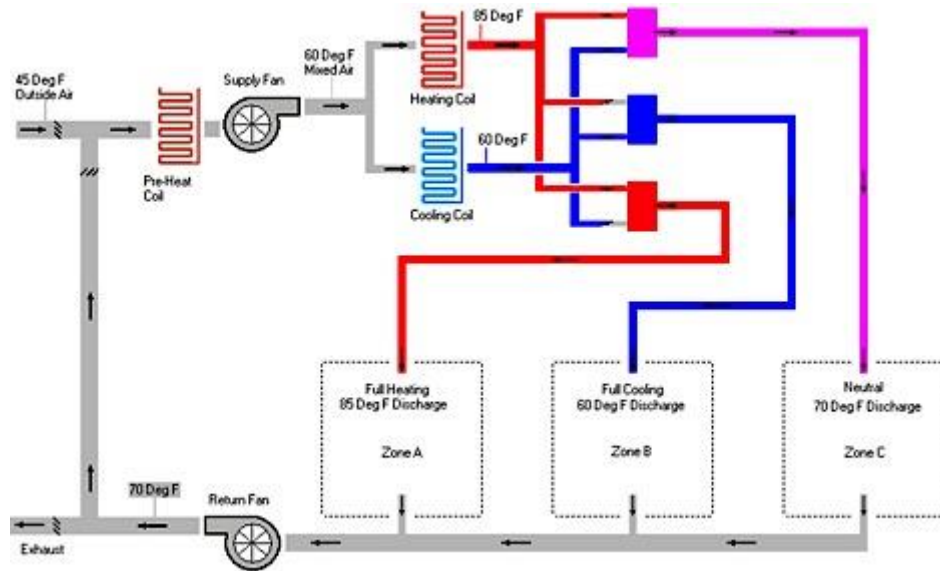 85 Deg F
60 Deg F
Mixed Air
45 Deg F
Outside Air
Supply Fan
Heating Coil
60 Deg F
Pre-Heat
Coil
Cooling Coil
Full Heating
85 Deg F Discharge
Zone A
Full Cooling
60 Deg F Discharge
Zone B
Neutral
70 Deg F Discharge
Zone C
70 Deg F
Return Fan
Exhaust